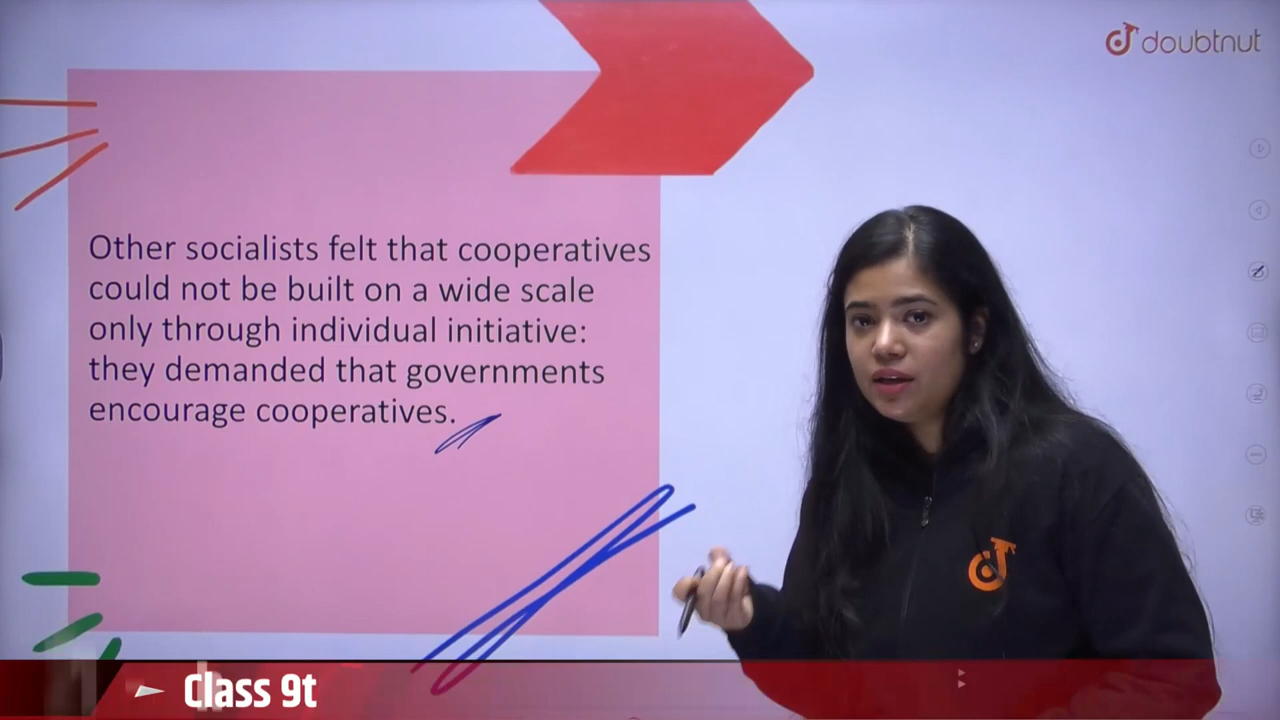 doubtnut
Other socialists felt that cooperatives
could not be built on a wide scale
only through individual initiative:
they demanded that governments
encourage cooperatives.
Class 9t